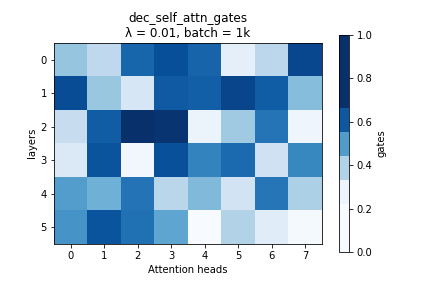 dec_self_attn_gates
λ = 0.01, batch = 1k
0
1
2
3
4
5
layers
0 1 2 3 4 5 6 7
Attention heads
1.0
0.8
0.6
0.4
0.2
0.0
gates